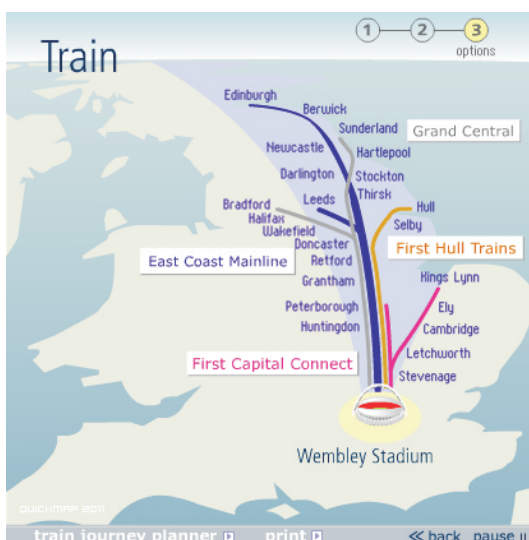 Train
1 2 3
options
Edinburgh
Berwick
Sunderland
Grand Central
Newcastle
Hartlepool
Darlington
Stockton
Thirsk
Leeds
Bradford
Hull
Halifax
Selby
Wakefield
Doncaster
First Hull Trains
East Coast Mainline
Retford
Kings Lynn
Grantham
Peterborough
Ely
Huntingdon
Cambridge
Letchworth
First Capital Connect
Stevenage
Wembley Stadium
QUICKMAP 2011
train journey planner print << back pause